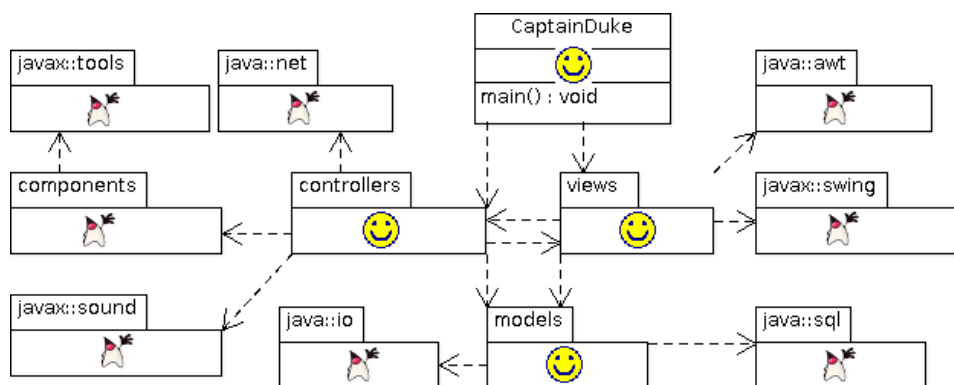 CaptainDuke
main() : void
javax::tools
java::net
java::awt
components
controllers
views
javax::swing
javax::sound
java::io
models
java::sql